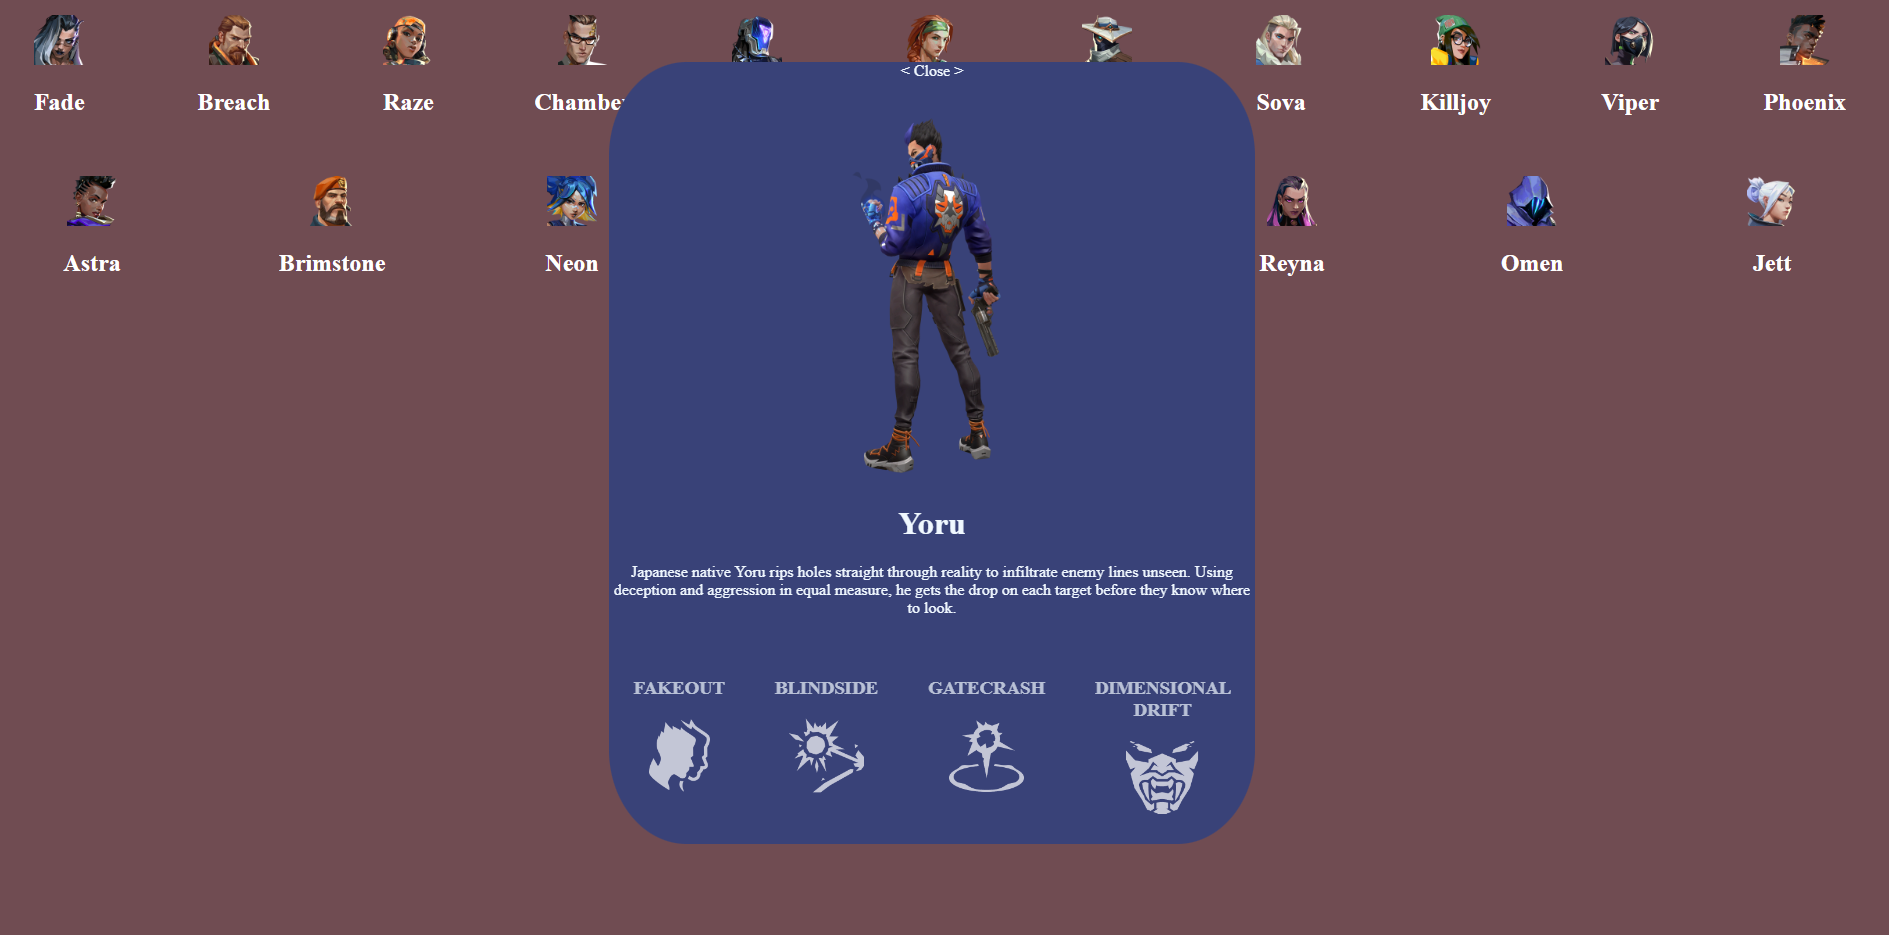 Fade
Breach
Raze
Chamber
Sova
Killjoy
Viper
Phoenix
< Close >
Astra
Brimstone
Neon
Reyna
Omen
Jett
Yoru
Japanese native Yoru rips holes straight through reality to infiltrate enemy lines unseen. Using
deception and aggression in equal measure, he gets the drop on each target before they know where
to look.
FAKEOUT
BLINDSIDE
GATECRASH
DIMENSIONAL
DRIFT